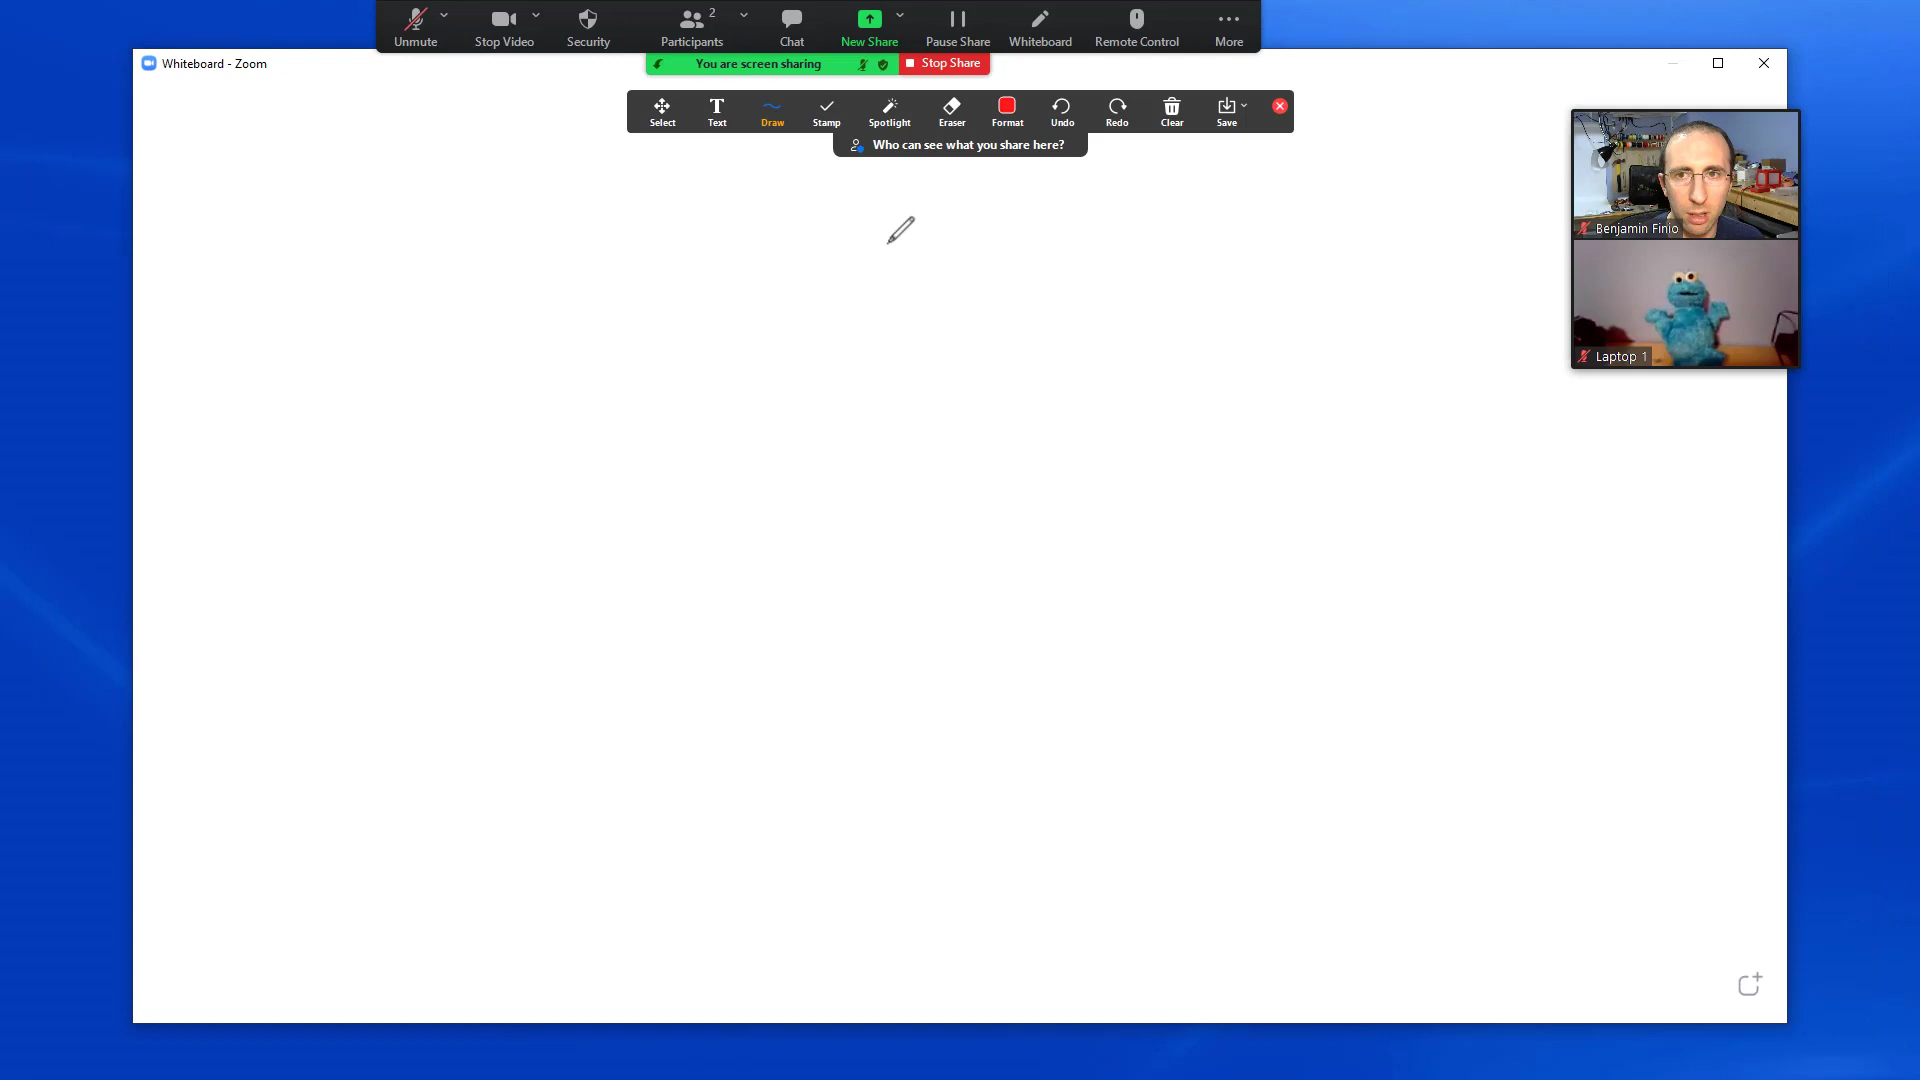 Unmute Stop Video Security Participants 2 Chat New Share Pause Share Whiteboard Remote Control More
Whiteboard - Zoom
You are screen sharing Stop Share
Select Text Draw Stamp Spotlight Eraser Format Undo Redo Clear Save
Who can see what you share here?
Benjamin Finio
Laptop 1